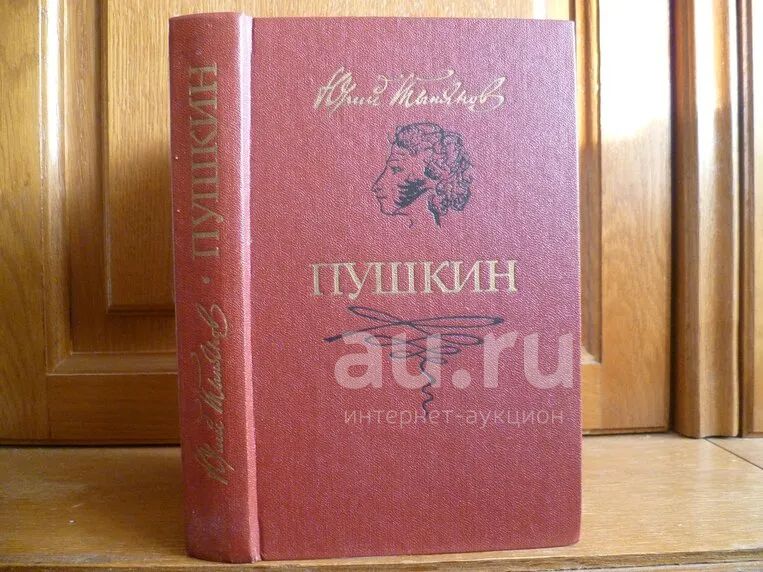 Юрий Тынянов
ПУШКИН
Юрий Тынянов · ПУШКИН
au.ru
интернет-аукцион